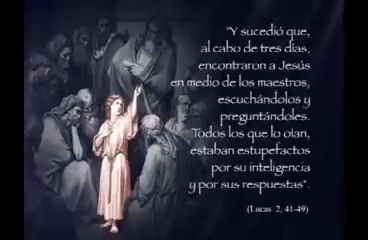 "Y sucedió que,
al cabo de tres días,
encontraron a Jesús
en medio de los maestros,
escuchándolos y
preguntándoles.
Todos los que lo oían,
estaban estupefactos
por su inteligencia
y por sus respuestas".
(Lucas 2, 41-49)